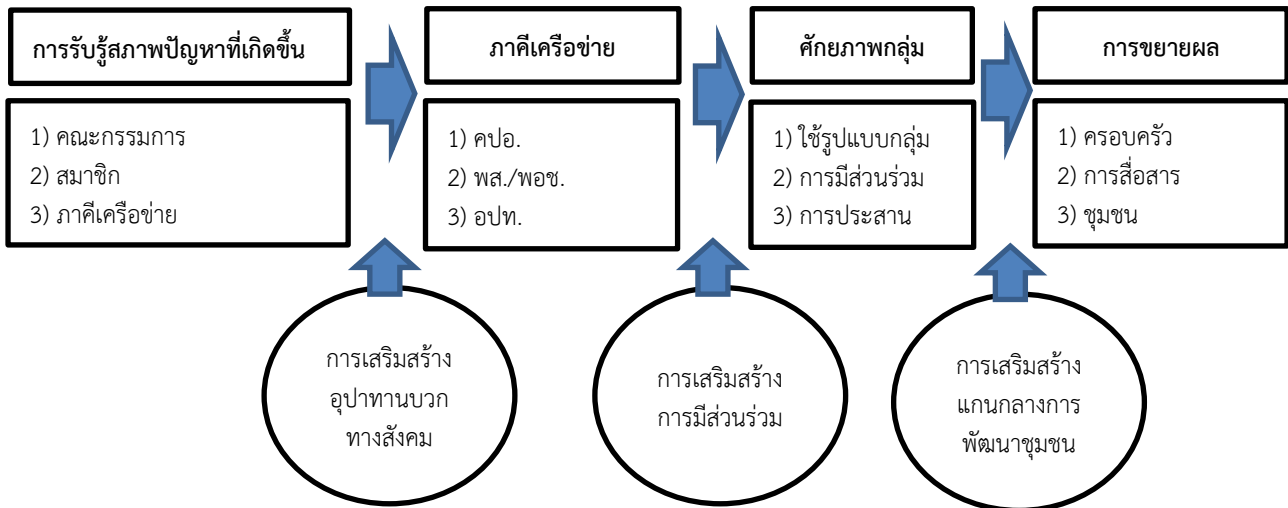 การรับรู้สภาพปัญหาที่เกิดขึ้น
1) คณะกรรมการ
2) สมาชิก
3) ภาคีเครือข่าย
ภาคีเครือข่าย
1) คปอ.
2) พส./พอช.
3) อปท.
ศักยภาพกลุ่ม
1) ใช้รูปแบบกลุ่ม
2) การมีส่วนร่วม
3) การประสาน
การขยายผล
1) ครอบครัว
2) การสื่อสาร
3) ชุมชน
การเสริมสร้าง
อุปาทานบวก
ทางสังคม
การเสริมสร้าง
การมีส่วนร่วม
การเสริมสร้าง
แกนกลางการ
พัฒนาชุมชน